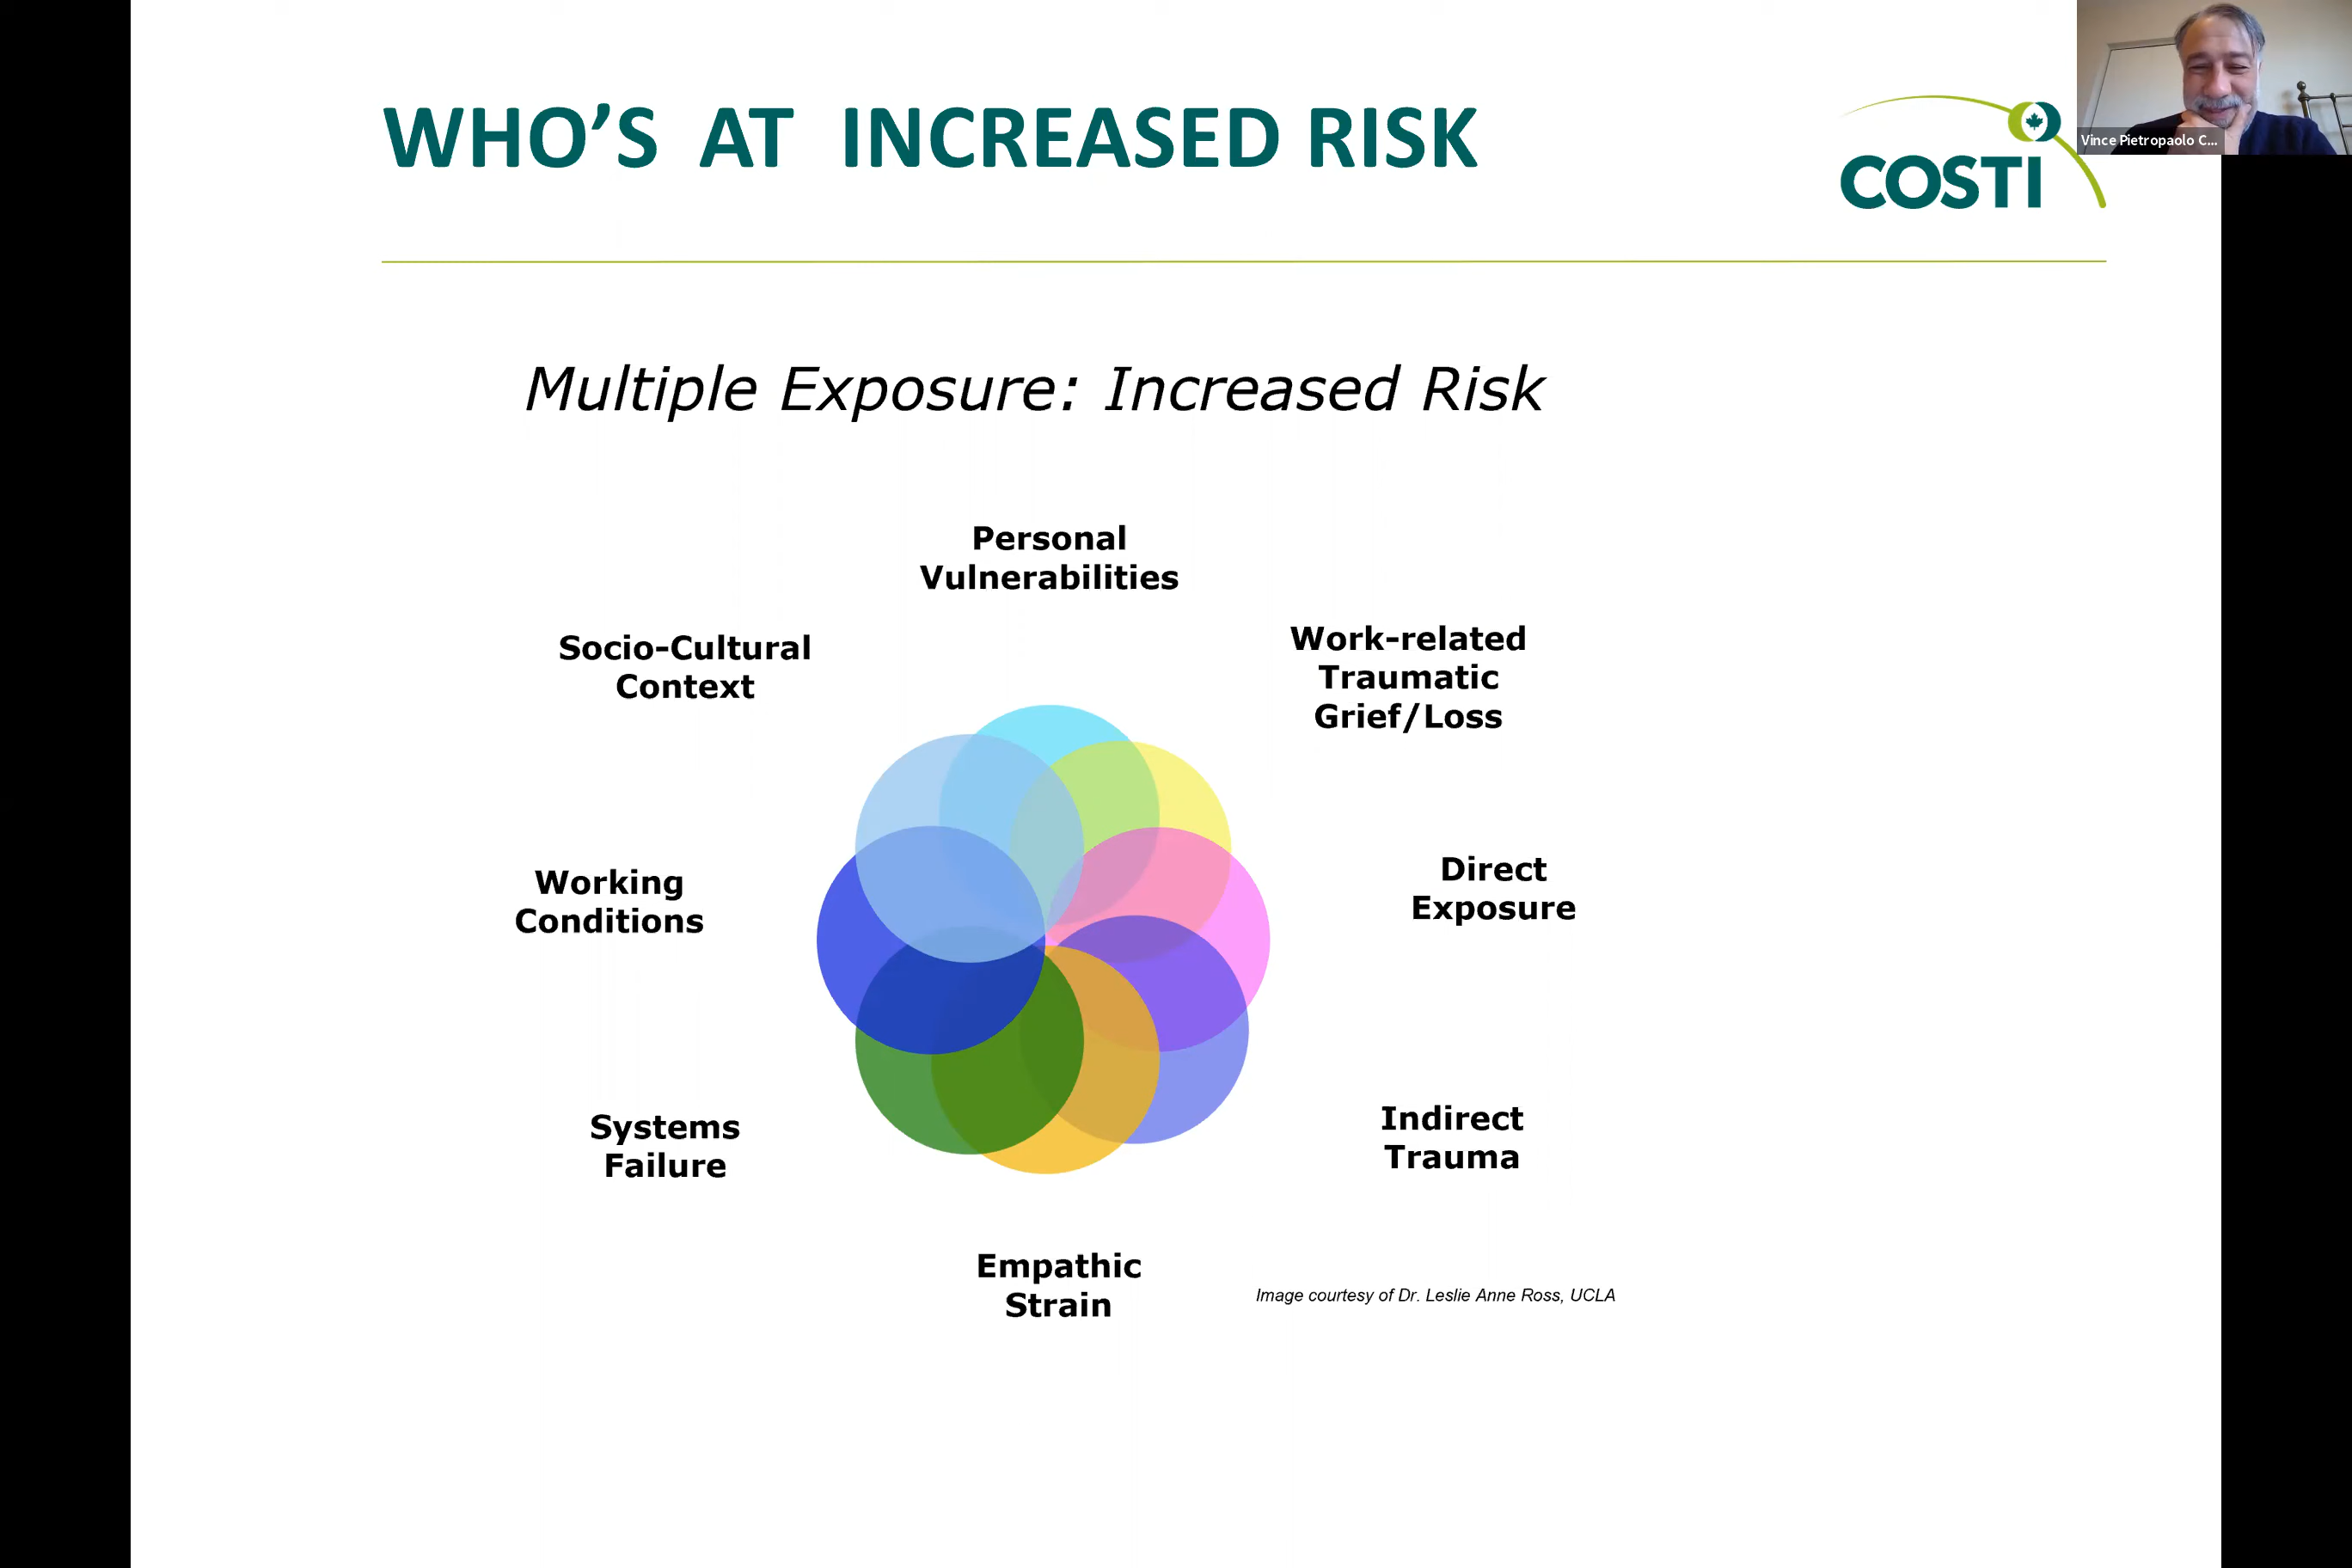 WHO’S AT INCREASED RISK
COSTI
Vince Pietropaolo C...
Multiple Exposure: Increased Risk
Personal
Vulnerabilities
Socio-Cultural
Context
Work-related
Traumatic
Grief/Loss
Working
Conditions
Direct
Exposure
Systems
Failure
Indirect
Trauma
Empathic
Strain
Image courtesy of Dr. Leslie Anne Ross, UCLA